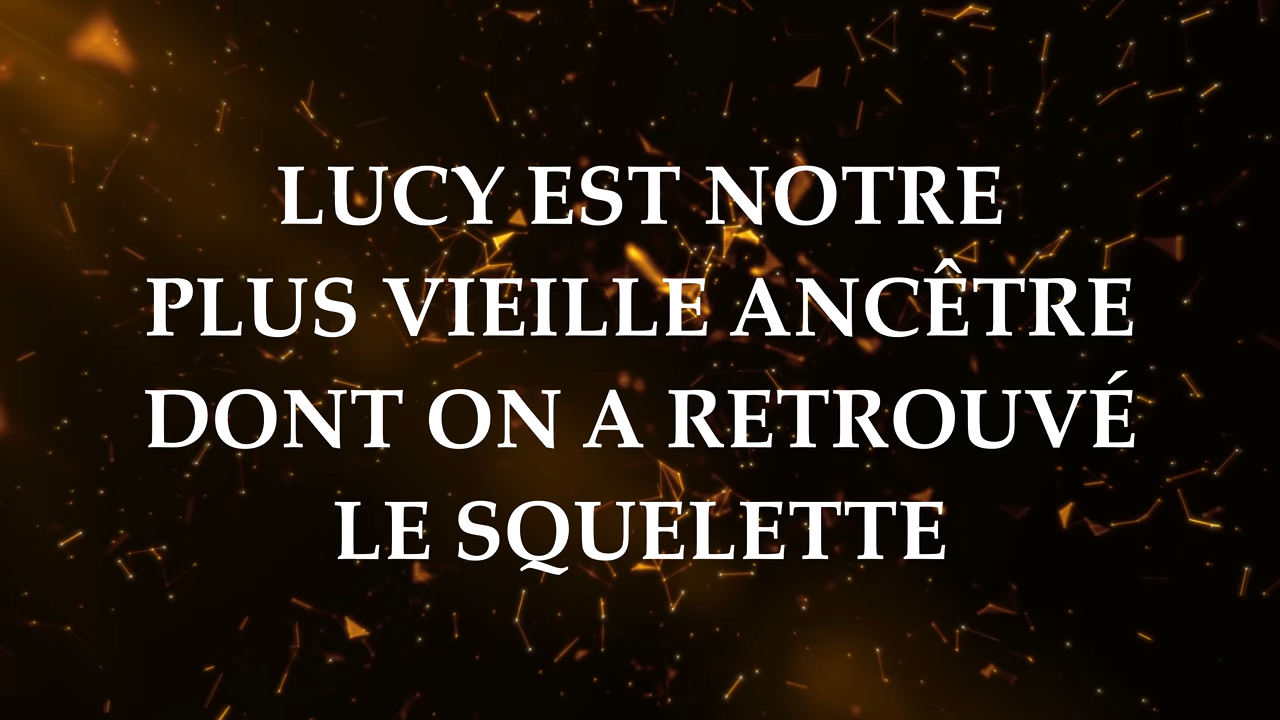 LUCY EST NOTRE
PLUS VIEILLE ANCÊTRE
DONT ON A RETROUVÉ
LE SQUELETTE